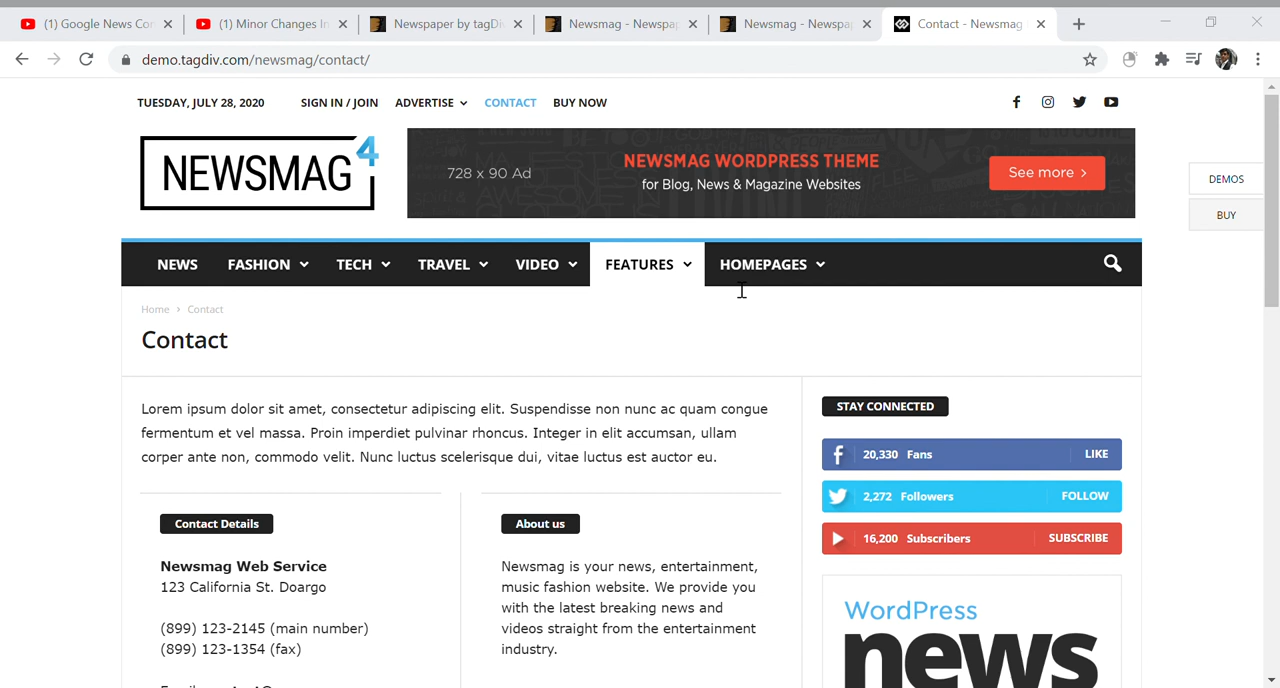 (1) Google News Co
(1) Minor Changes In
Newspaper by tagDi
Newsmag - Newspap
Newsmag - Newspa
Contact - Newsmag
demo.tagdiv.com/newsmag/contact/
TUESDAY, JULY 28, 2020 SIGN IN / JOIN ADVERTISE CONTACT BUY NOW
NEWSMAG 4
728 x 90 Ad
NEWSMAG WORDPRESS THEME
for Blog, News & Magazine Websites
See more >
DEMOS
BUY
NEWS FASHION TECH TRAVEL VIDEO FEATURES HOMEPAGES
Home > Contact
Contact
Lorem ipsum dolor sit amet, consectetur adipiscing elit. Suspendisse non nunc ac quam congue
fermentum et vel massa. Proin imperdiet pulvinar rhoncus. Integer in elit accumsan, ullam
corper ante non, commodo velit. Nunc luctus scelerisque dui, vitae luctus est auctor eu.
Contact Details
Newsmag Web Service
123 California St. Doargo
(899) 123-2145 (main number)
(899) 123-1354 (fax)
About us
Newsmag is your news, entertainment,
music fashion website. We provide you
with the latest breaking news and
videos straight from the entertainment
industry.
STAY CONNECTED
20,330 Fans LIKE
2,272 Followers FOLLOW
16,200 Subscribers SUBSCRIBE
WordPress
news